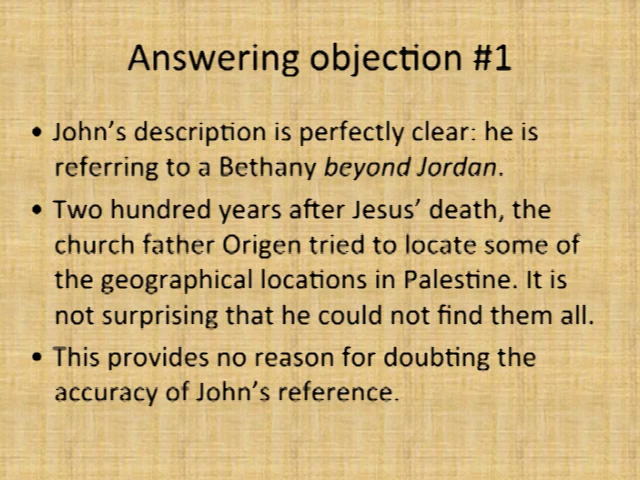 Answering objection #1
• John’s description is perfectly clear: he is
referring to a Bethany beyond Jordan.
• Two hundred years after Jesus’ death, the
church father Origen tried to locate some of
the geographical locations in Palestine. It is
not surprising that he could not find them all.
• This provides no reason for doubting the
accuracy of John’s reference.